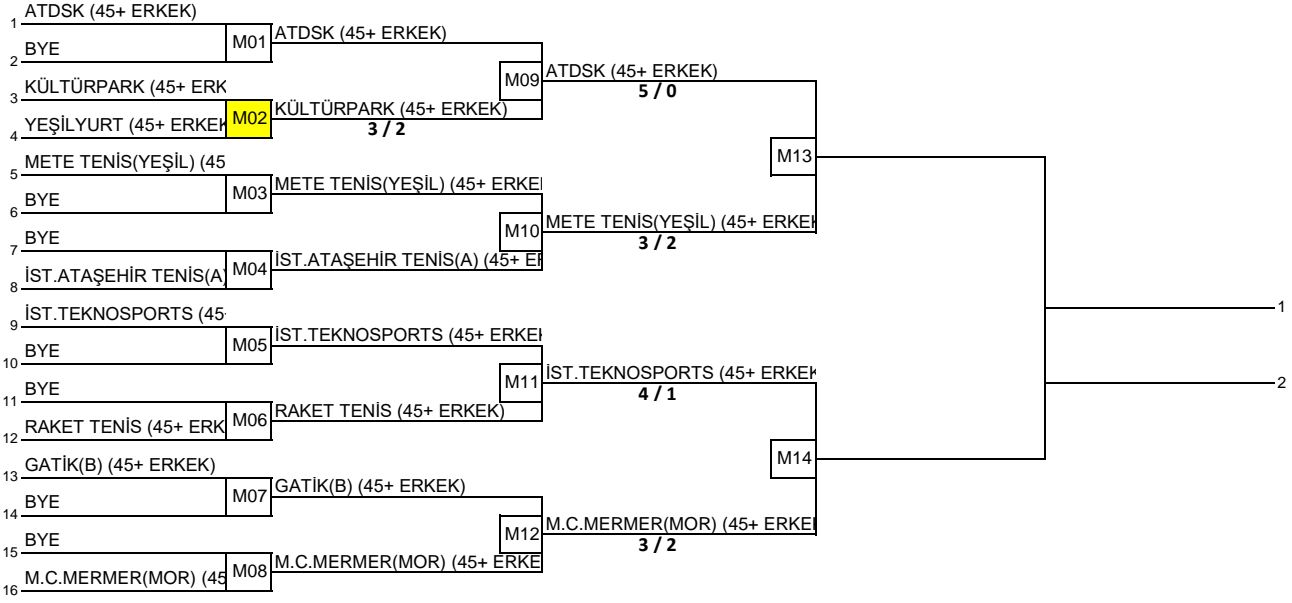 1 ATDSK (45+ ERKEK)
2 BYE
M01 ATDSK (45+ ERKEK)
3 KÜLTÜRPARK (45+ ERK
4 YEŞİLYURT (45+ ERKEK
M02 KÜLTÜRPARK (45+ ERKEK)
3 / 2
M09 ATDSK (45+ ERKEK)
5 / 0
5 METE TENİS(YEŞİL) (45
6 BYE
M03 METE TENİS(YEŞİL) (45+ ERKE
7 BYE
8 İST.ATAŞEHİR TENİS(A)
M04 İST.ATAŞEHİR TENİS(A) (45+ E
M10 METE TENİS(YEŞİL) (45+ ERKEK
3 / 2
M13
9 İST.TEKNOSPORTS (45
10 BYE
M05 İST.TEKNOSPORTS (45+ ERKE
11 BYE
12 RAKET TENİS (45+ ERK
M06 RAKET TENİS (45+ ERKEK)
M11 İST.TEKNOSPORTS (45+ ERKEK
4 / 1
13 GATİK(B) (45+ ERKEK)
14 BYE
M07 GATİK(B) (45+ ERKEK)
15 BYE
16 M.C.MERMER(MOR) (45
M08 M.C.MERMER(MOR) (45+ ERKE
M12 M.C.MERMER(MOR) (45+ ERKE
3 / 2
M14
1
2